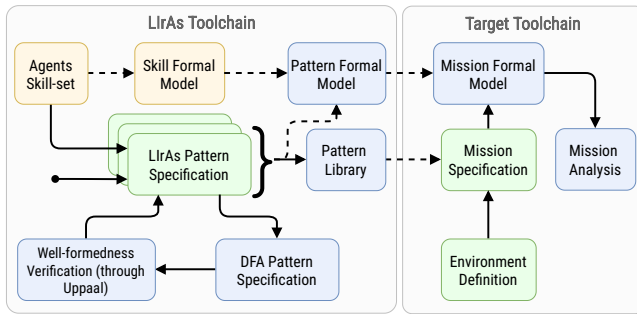 LIrAs Toolchain
Target Toolchain
Agents
Skill-set
Skill Formal
Model
Pattern Formal
Model
Mission Formal
Model
LIrAs Pattern
Specification
Pattern
Library
Mission
Specification
Mission
Analysis
Well-formedness
Verification (through
Uppaal)
DFA Pattern
Specification
Environment
Definition